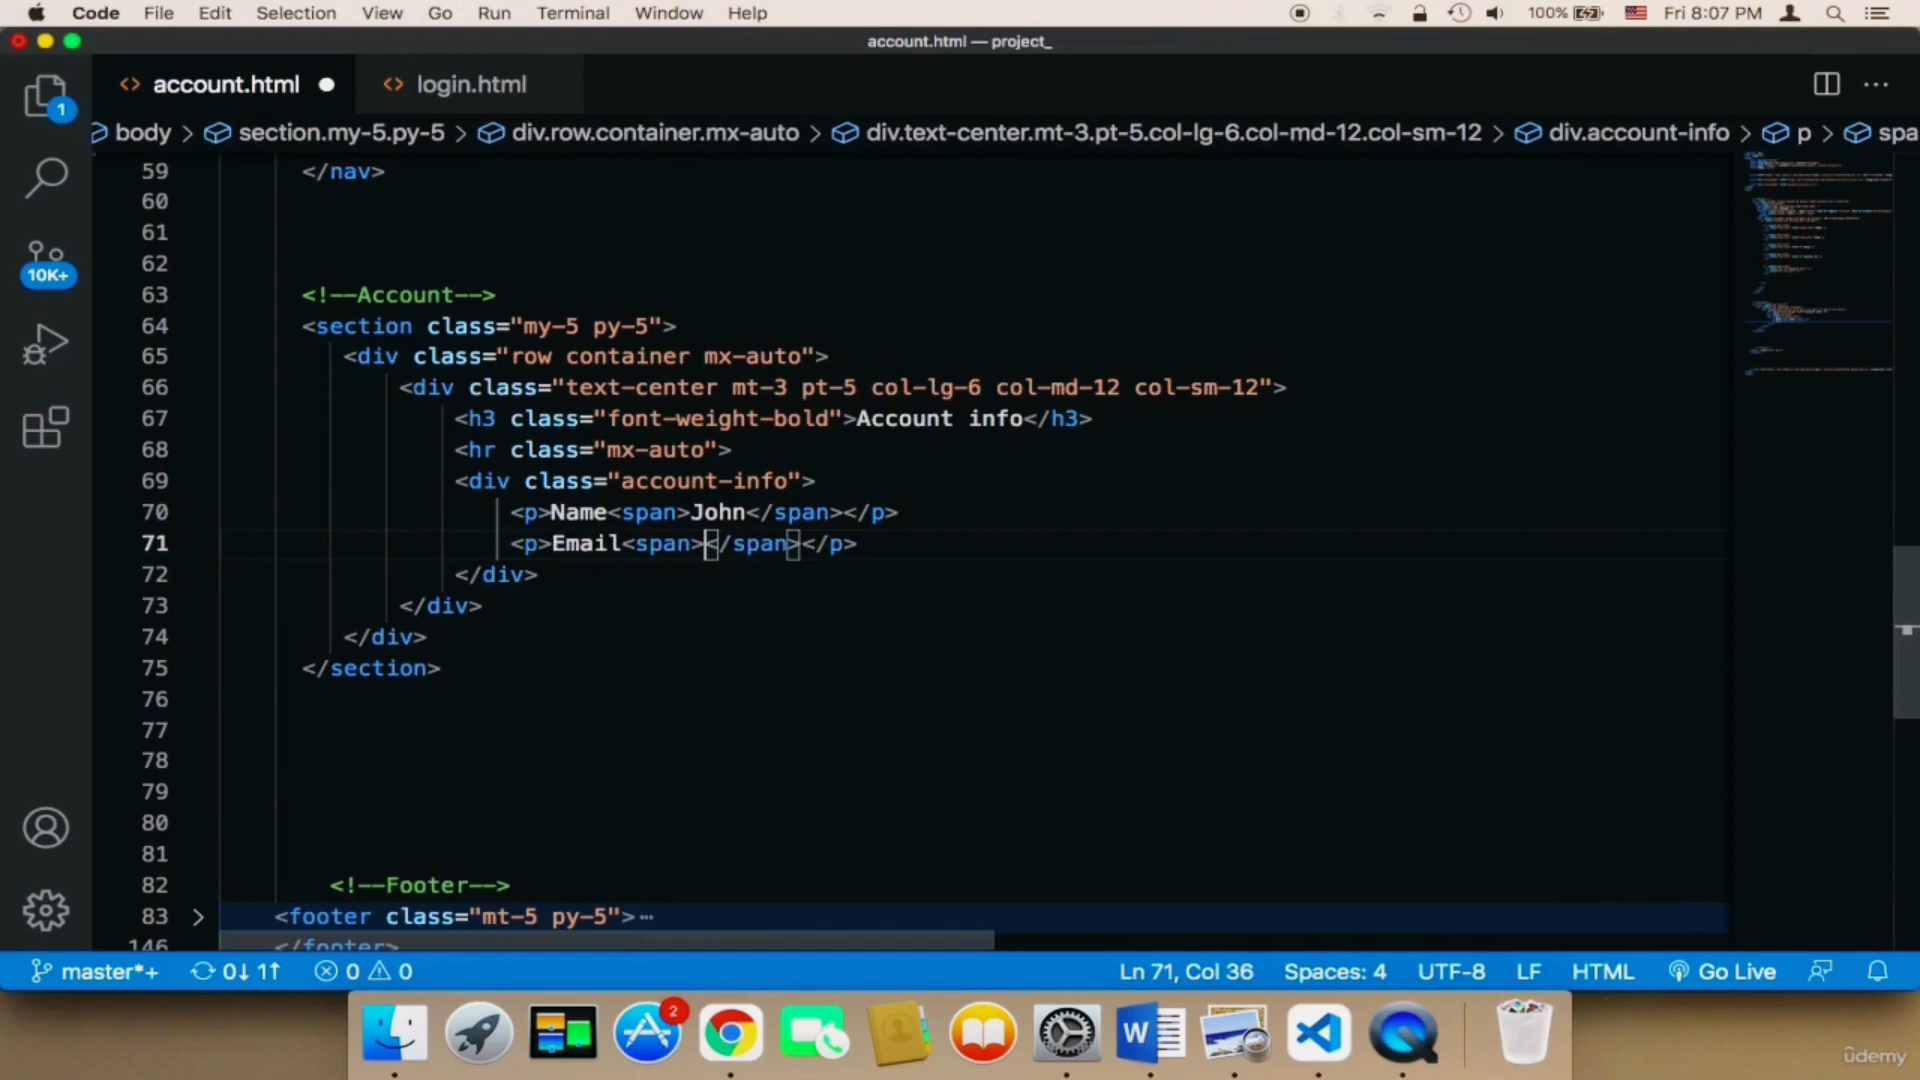 Code File Edit Selection View Go Run Terminal Window Help 100% Fri 8:07 PM
account.html — project_
account.html login.html
1
body > section.my-5.py-5 > div.row.container.mx-auto > div.text-center.mt-3.pt-5.col-lg-6.col-md-12.col-sm-12 > div.account-info > p > spa
59 </nav>
60
61
62
10K+
63 <!--Account-->
64 <section class="my-5 py-5">
65 <div class="row container mx-auto">
66 <div class="text-center mt-3 pt-5 col-lg-6 col-md-12 col-sm-12">
67 <h3 class="font-weight-bold">Account info</h3>
68 <hr class="mx-auto">
69 <div class="account-info">
70 <p>Name<span>John</span></p>
71 <p>Email<span></span></p>
72 </div>
73 </div>
74 </div>
75 </section>
76
77
78
79
80
81
82 <!--Footer-->
83 <footer class="mt-5 py-5">…
146 </footer>
master*+ 0↓ 1↑ 0 0 Ln 71, Col 36 Spaces: 4 UTF-8 LF HTML Go Live
2
W
ûdemy